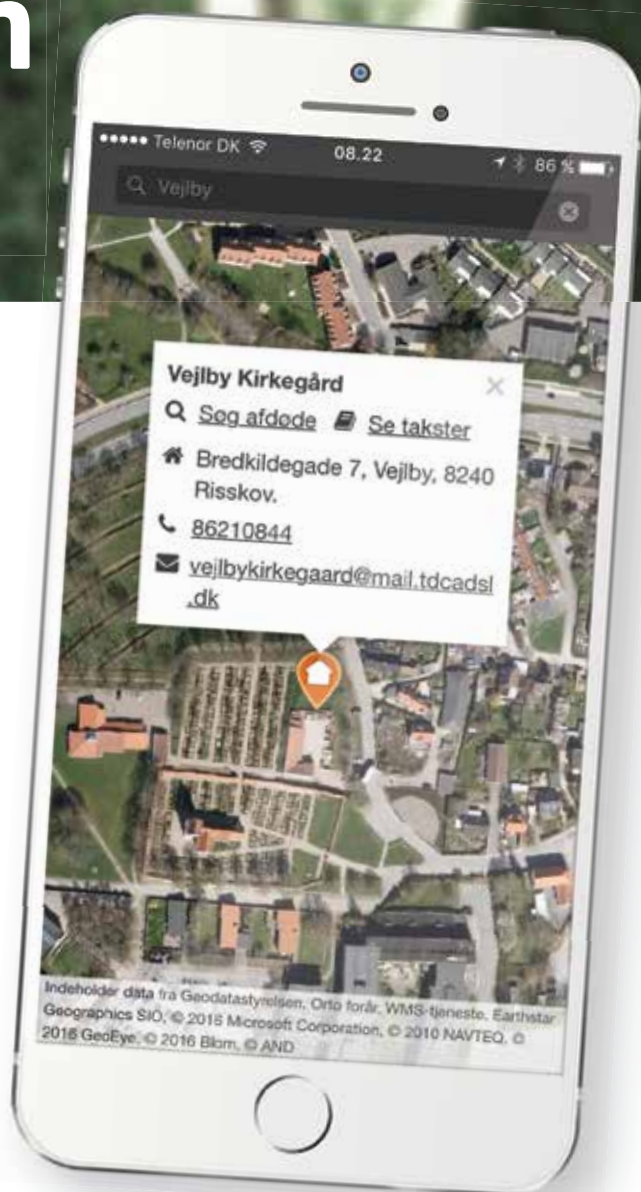 n
Telenor DK 08.22 86 %
Vejlby
Vejlby Kirkegård
Søg afdøde Se takster
Bredkildegade 7, Vejlby, 8240
Risskov.
86210844
vejlbykirkegaard@mail.tdcadsl
.dk
Indeholder data fra Geodatastyrelsen, Orto forår, WMS-tjeneste, Earthstar
Geographics SIO, © 2016 Microsoft Corporation, © 2010 NAVTEQ, ©
2016 GeoEye, © 2016 Blom, © AND